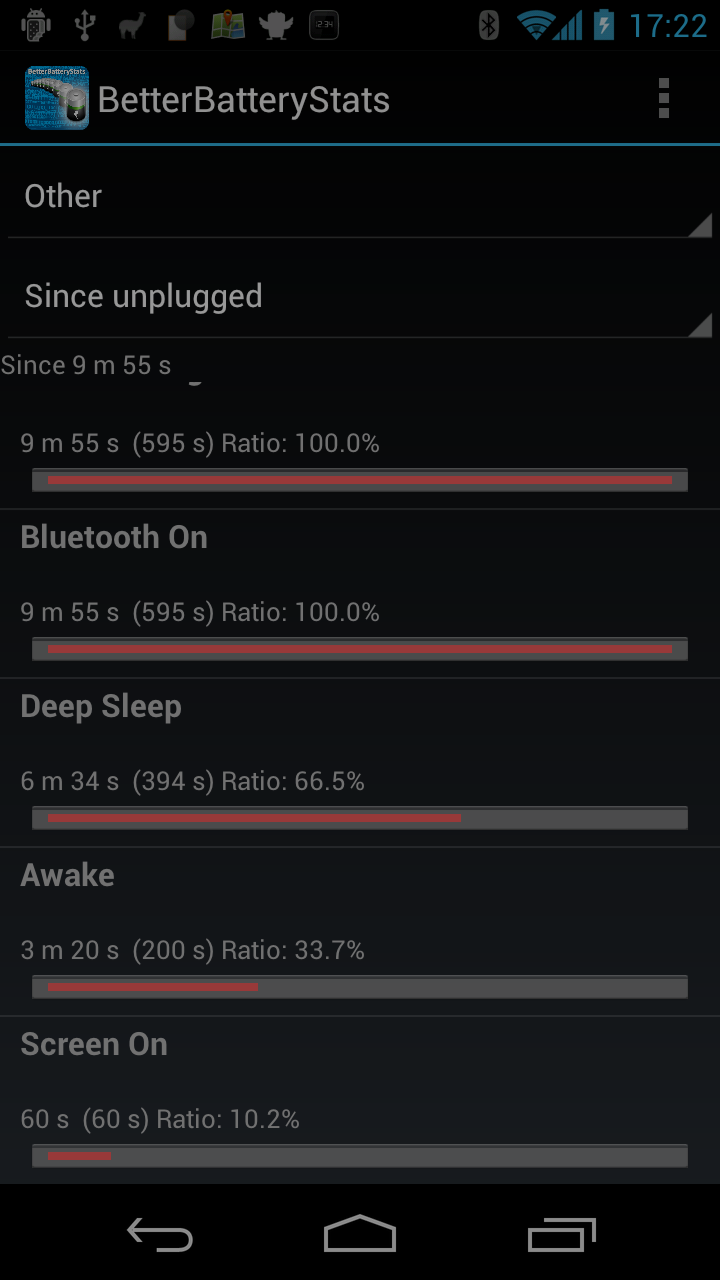 17:22
BetterBatteryStats
Other
Since unplugged
Since 9 m 55 s
9 m 55 s (595 s) Ratio: 100.0%
Bluetooth On
9 m 55 s (595 s) Ratio: 100.0%
Deep Sleep
6 m 34 s (394 s) Ratio: 66.5%
Awake
3 m 20 s (200 s) Ratio: 33.7%
Screen On
60 s (60 s) Ratio: 10.2%